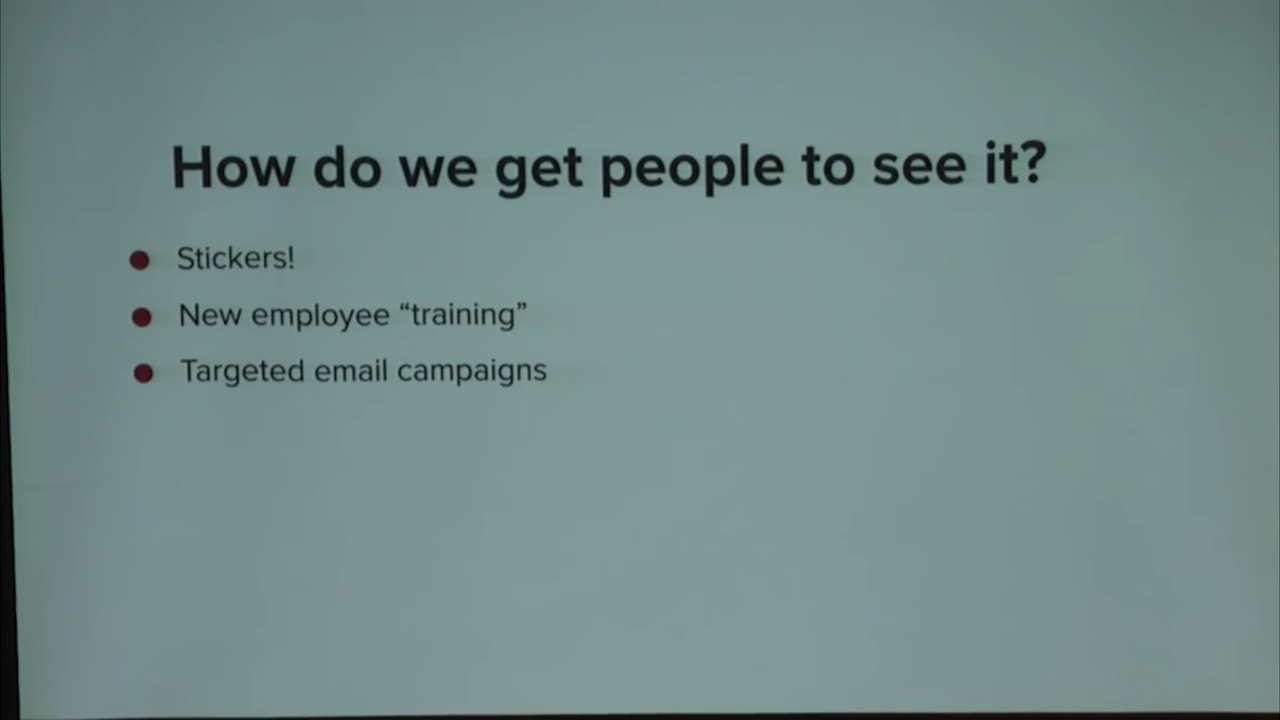 How do we get people to see it?
Stickers!
New employee “training”
Targeted email campaigns